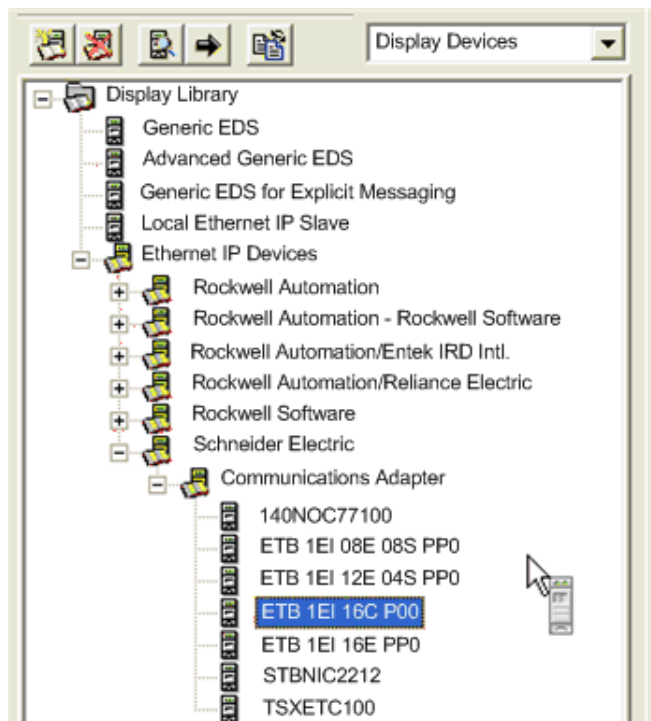 Display Devices
Display Library
Generic EDS
Advanced Generic EDS
Generic EDS for Explicit Messaging
Local Ethernet IP Slave
Ethernet IP Devices
Rockwell Automation
Rockwell Automation - Rockwell Software
Rockwell Automation/Entek IRD Intl.
Rockwell Automation/Reliance Electric
Rockwell Software
Schneider Electric
Communications Adapter
140NOC77100
ETB 1EI 08E 08S PP0
ETB 1EI 12E 04S PP0
ETB 1EI 16C P00
ETB 1EI 16E PP0
STBNIC2212
TSXETC100